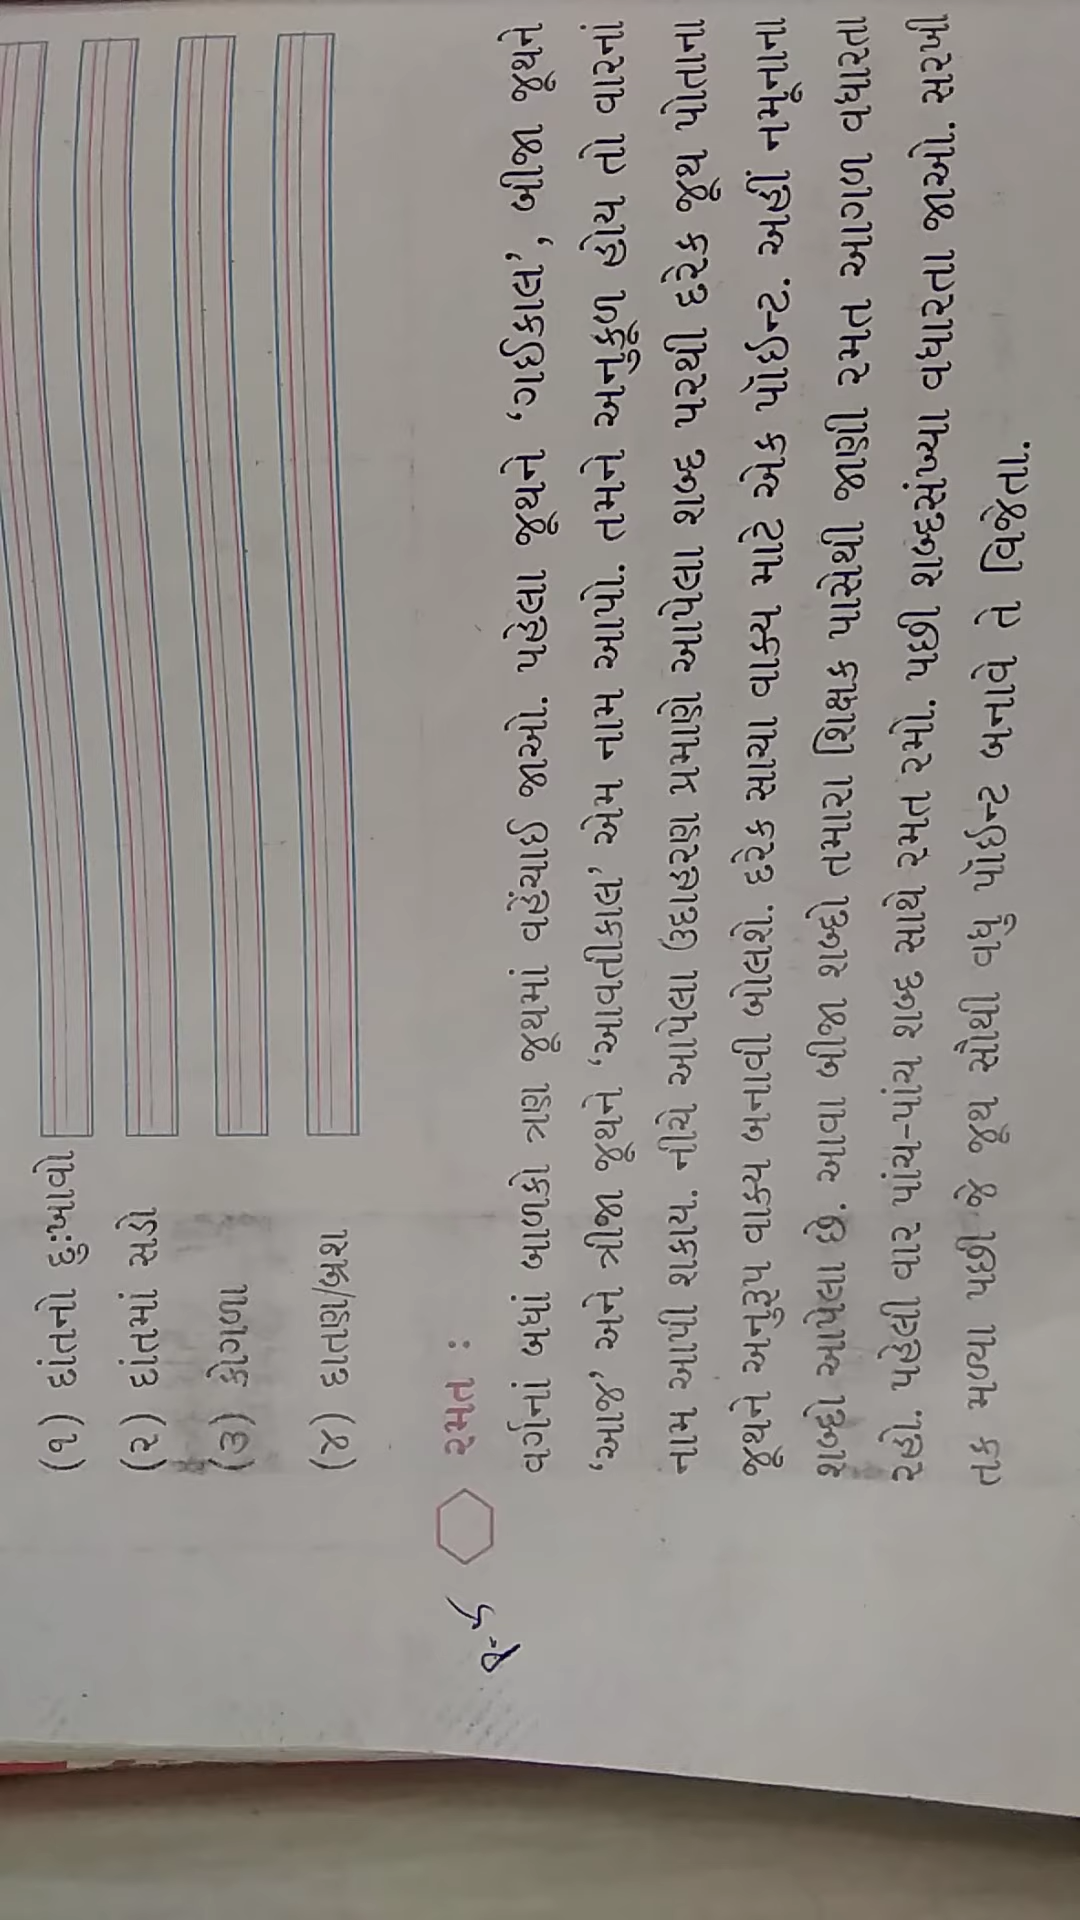 (૧) દાંતનો દુઃખાવો
(૨) દાંતમાં સડો
(૩) કોગળા
(૪) દાતણ/બ્રશ
રમત :
વર્ગનાં બધાં બાળકો ત્રણ જૂથમાં વહેંચાઈ જાઓ. પહેલા જૂથને ‘ગઈકાલ’, બીજા જૂથને
‘આજ’ અને ત્રીજા જૂથને ‘આવતીકાલ’ એમ નામ આપો. તમને અનુકૂળ હોય તો વારનાં
નામ આપી શકાય. નીચે આપેલા ઉદાહરણ પ્રમાણે આપેલા શબ્દ પરથી દરેક જૂથ પોતાના
જૂથને અનુરૂપ વાક્ય બનાવી બોલશે. દરેક સાચા વાક્ય માટે એક પોઈન્ટ. અહીં નમૂનાના
શબ્દો આપેલા છે. આવા બીજા શબ્દો તમારા શિક્ષક પાસેથી જાણી રમત આગળ વધારતા
રહો. પહેલી વાર પાંચ-પાંચ શબ્દ સાથે રમત રમો. પછી શબ્દસંખ્યા વધારતા જાઓ. સરખી
તક મળ્યા પછી જે જૂથ સૌથી વધુ પોઈન્ટ બનાવે તે વિજેતા.